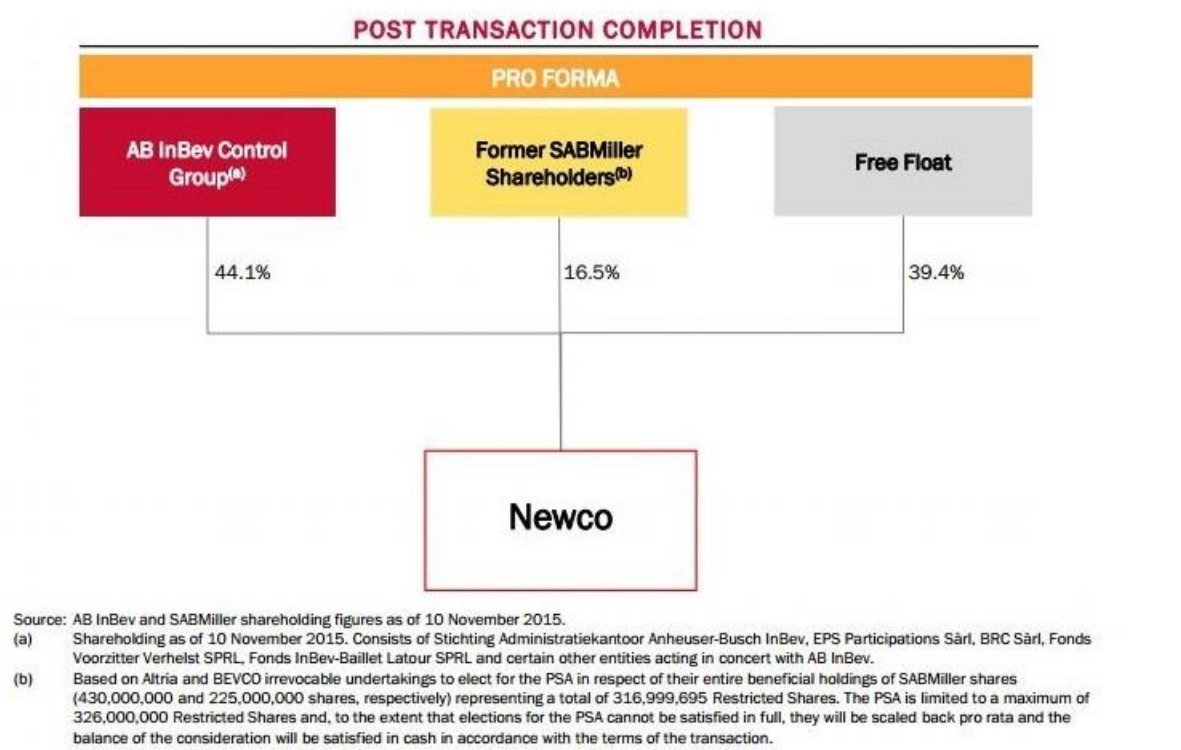 POST TRANSACTION COMPLETION
PRO FORMA
AB InBev Control
Group(a)
Former SABMiller
Shareholders(b)
Free Float
44.1%
16.5%
39.4%
Newco
Source: AB InBev and SABMiller shareholding figures as of 10 November 2015.
(a) Shareholding as of 10 November 2015. Consists of Stichting Administratiekantoor Anheuser-Busch InBev, EPS Participations Sàrl, BRC Sàrl, Fonds
Voorzitter Verhelst SPRL, Fonds InBev-Baillet Latour SPRL and certain other entities acting in concert with AB InBev.
(b) Based on Altria and BEVCO irrevocable undertakings to elect for the PSA in respect of their entire beneficial holdings of SABMiller shares
(430,000,000 and 225,000,000 shares, respectively) representing a total of 316,999,695 Restricted Shares. The PSA is limited to a maximum of
326,000,000 Restricted Shares and, to the extent that elections for the PSA cannot be satisfied in full, they will be scaled back pro rata and the
balance of the consideration will be satisfied in cash in accordance with the terms of the transaction.